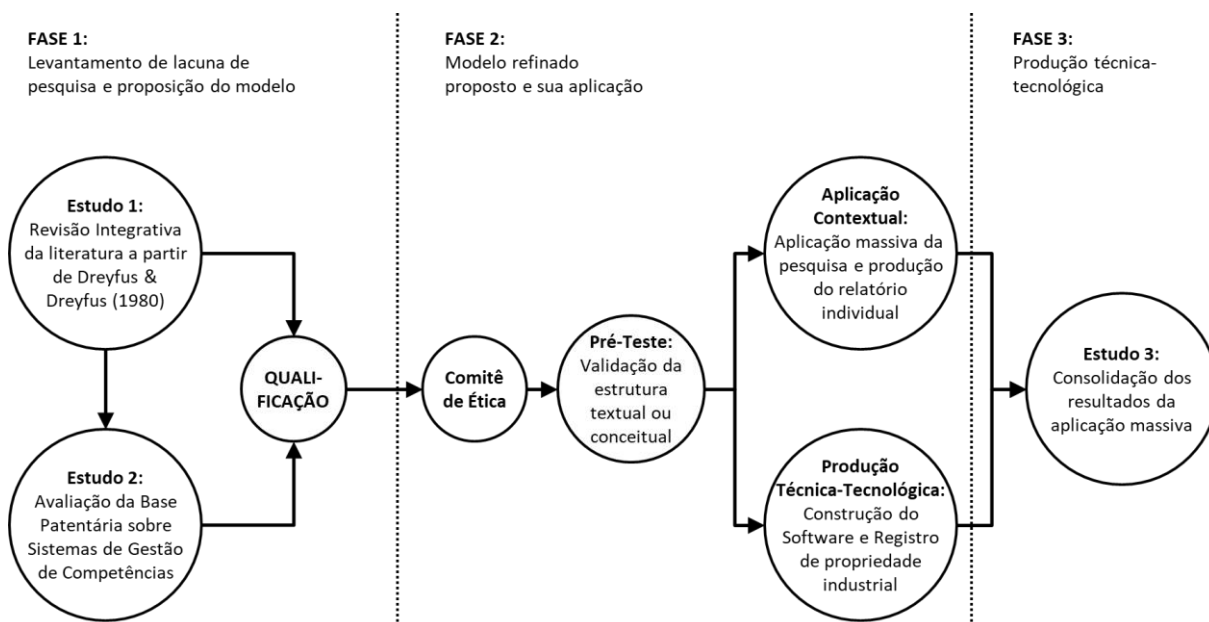 FASE 1:
Levantamento de lacuna de
pesquisa e proposição do modelo
FASE 2:
Modelo refinado
proposto e sua aplicação
FASE 3:
Produção técnica-
tecnológica
Estudo 1:
Revisão Integrativa
da literatura a partir
de Dreyfus &
Dreyfus (1980)
Estudo 2:
Avaliação da Base
Patentária sobre
Sistemas de Gestão
de Competências
QUALI-
FICAÇÃO
Comitê
de Ética
Pré-Teste:
Validação da
estrutura
textual ou
conceitual
Aplicação
Contextual:
Aplicação massiva da
pesquisa e produção
do relatório
individual
Produção
Técnica-Tecnológica:
Construção do
Software e Registro
de propriedade
industrial
Estudo 3:
Consolidação dos
resultados da
aplicação massiva